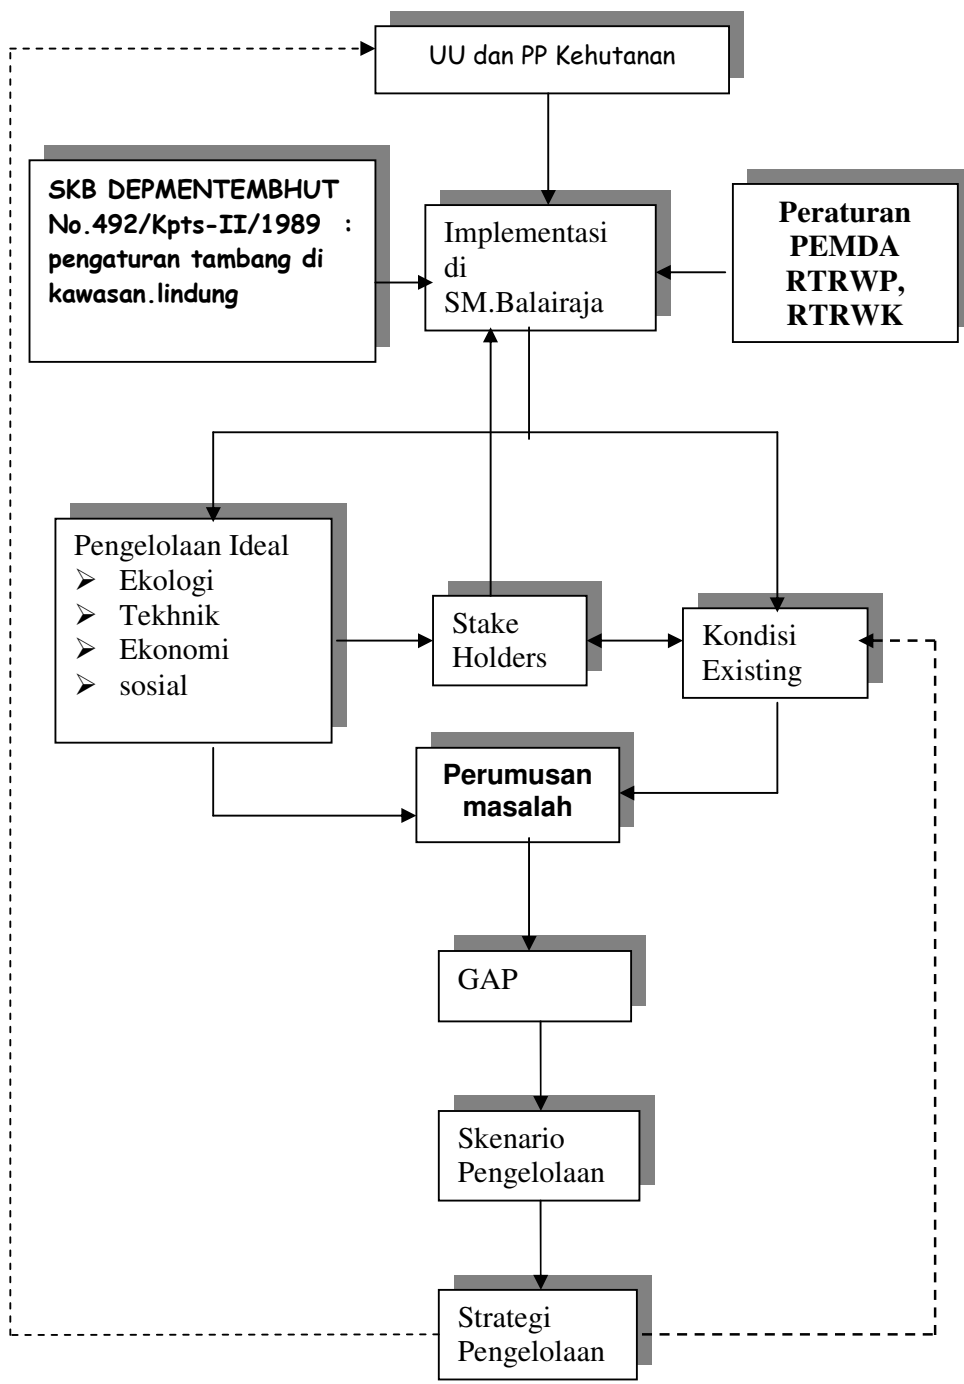 UU dan PP Kehutanan
SKB DEPMENTEMBHUT
No.492/Kpts-II/1989 :
pengaturan tambang di
kawasan.lindung
Implementasi
di
SM.Balairaja
Peraturan
PEMDA
RTRWP,
RTRWK
Pengelolaan Ideal
➢ Ekologi
➢ Tekhnik
➢ Ekonomi
➢ sosial
Stake
Holders
Kondisi
Existing
Perumusan
masalah
GAP
Skenario
Pengelolaan
Strategi
Pengelolaan